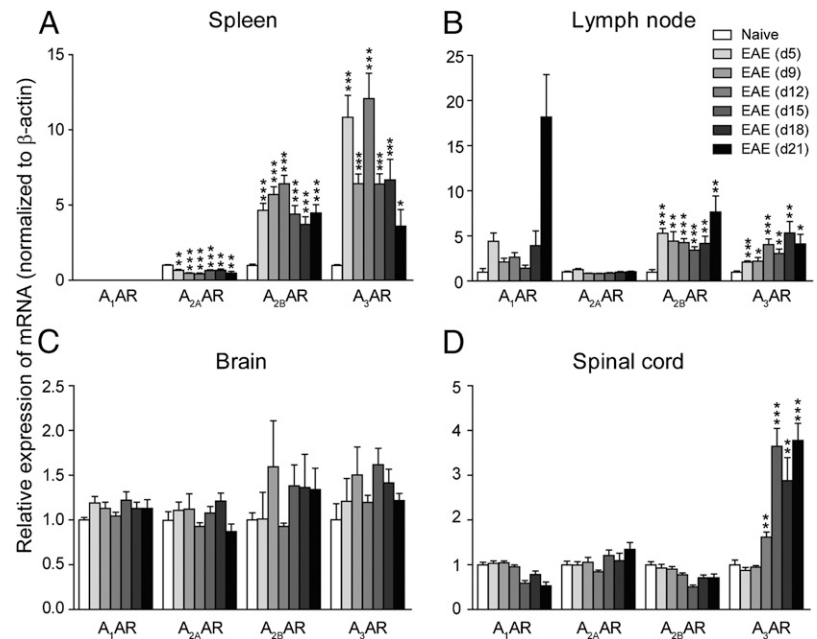 A Spleen
B Lymph node
Naive
EAE (d5)
EAE (d9)
EAE (d12)
EAE (d15)
EAE (d18)
EAE (d21)
Relative expression of mRNA (normalized to β-actin)
15
10
5
0
*** *** *** *** *** ***
*** *** *** *** *** *
A₁AR A₂AAR A₂BAR A₃AR
25
20
15
10
5
0
A₁AR A₂AAR A₂BAR A₃AR
C Brain
2.5
2.0
1.5
1.0
0.5
0.0
A₁AR A₂AAR A₂BAR A₃AR
D Spinal cord
5
4
3
2
1
0
** *** ** ***
A₁AR A₂AAR A₂BAR A₃AR